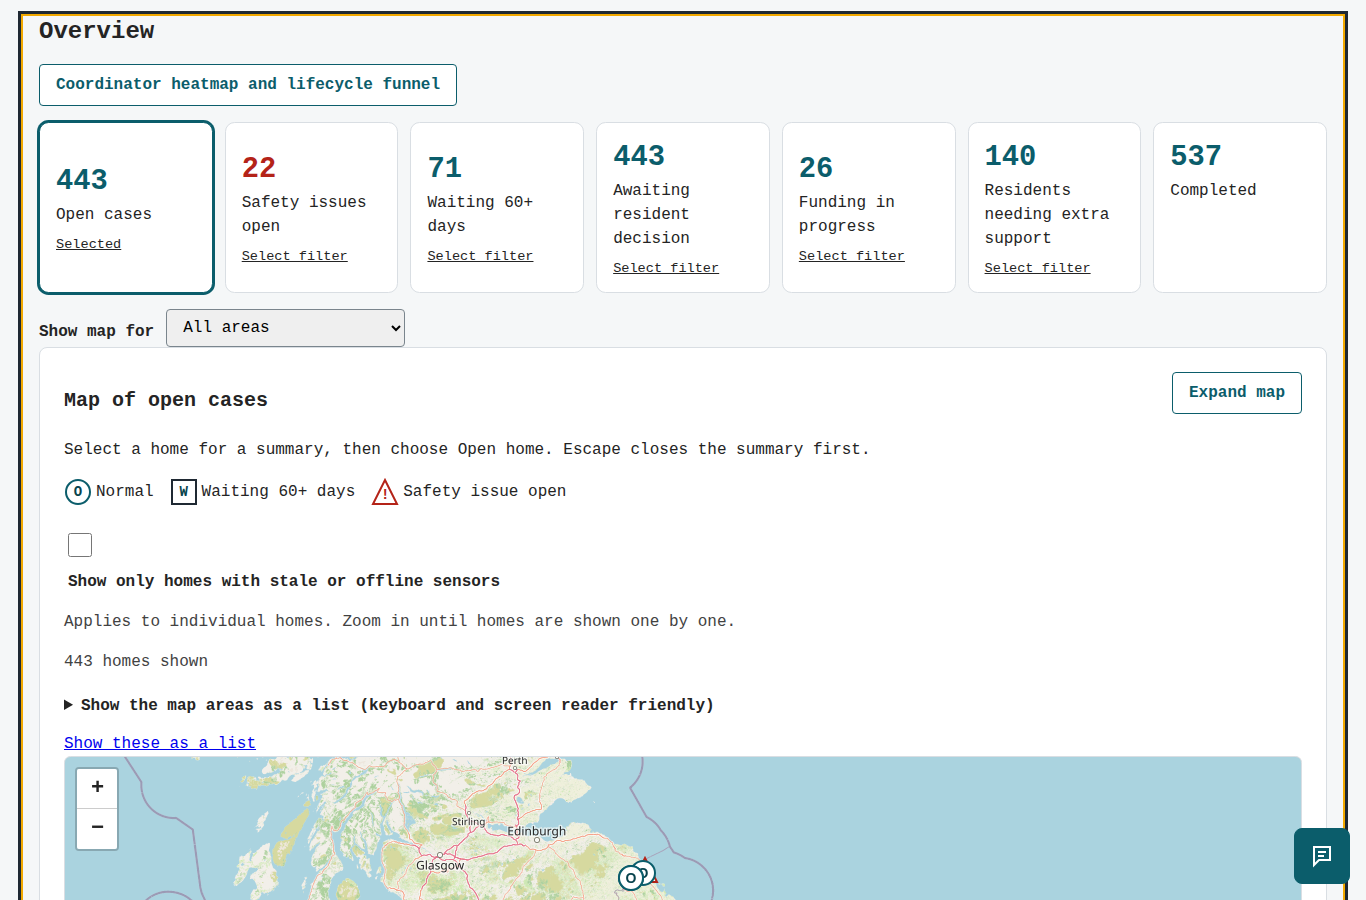 Overview
Coordinator heatmap and lifecycle funnel
443
Open cases
Selected
22
Safety issues
open
Select filter
71
Waiting 60+
days
Select filter
443
Awaiting
resident
decision
Select filter
26
Funding in
progress
Select filter
140
Residents
needing extra
support
Select filter
537
Completed
Show map for
All areas
Map of open cases
Expand map
Select a home for a summary, then choose Open home. Escape closes the summary first.
O Normal W Waiting 60+ days ! Safety issue open
Show only homes with stale or offline sensors
Applies to individual homes. Zoom in until homes are shown one by one.
443 homes shown
Show the map areas as a list (keyboard and screen reader friendly)
Show these as a list
+
−
Perth
Stirling
Edinburgh
Glasgow
O